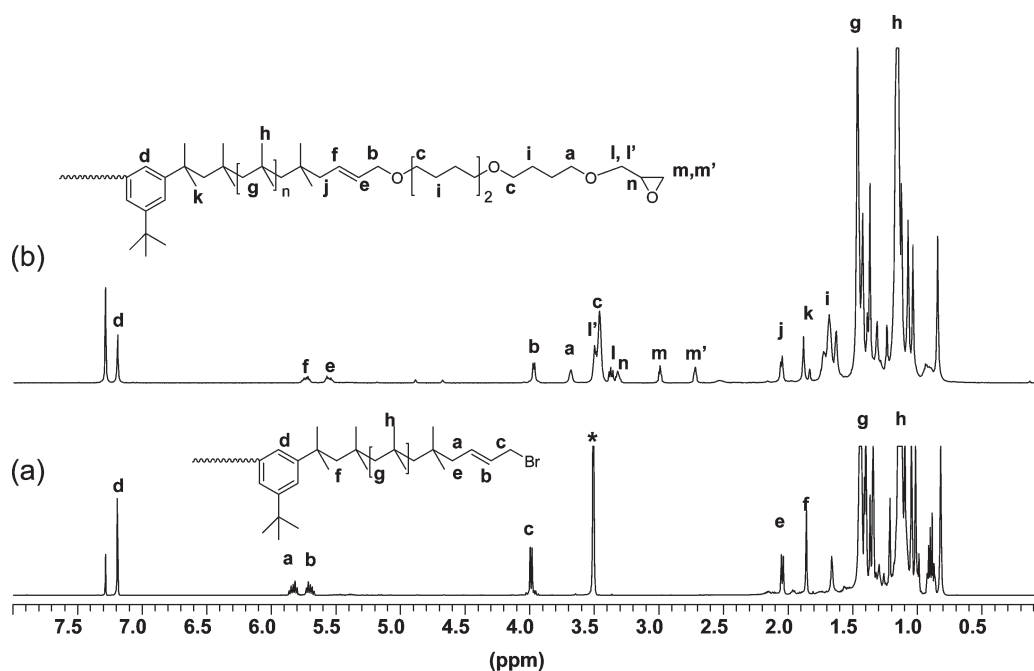 g h
h
d f b c i a l, l'
m,m'
g n j e O i O c O n
2 O
k
(b)
d f e b a l' c l n m m' j k i
h
d a c
g h
f g e b Br
(a)
d a b c * e f
7.5 7.0 6.5 6.0 5.5 5.0 4.5 4.0 3.5 3.0 2.5 2.0 1.5 1.0 0.5
(ppm)